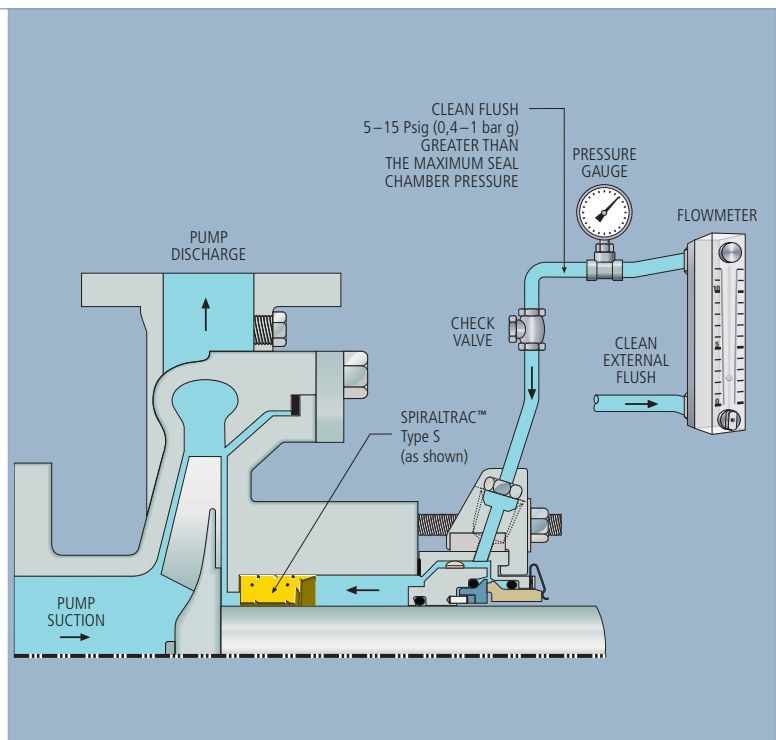 CLEAN FLUSH
5–15 Psig (0,4–1 bar g)
GREATER THAN
THE MAXIMUM SEAL
CHAMBER PRESSURE
PRESSURE
GAUGE
FLOWMETER
PUMP
DISCHARGE
CHECK
VALVE
CLEAN
EXTERNAL
FLUSH
SPIRALTRAC™
Type S
(as shown)
PUMP
SUCTION